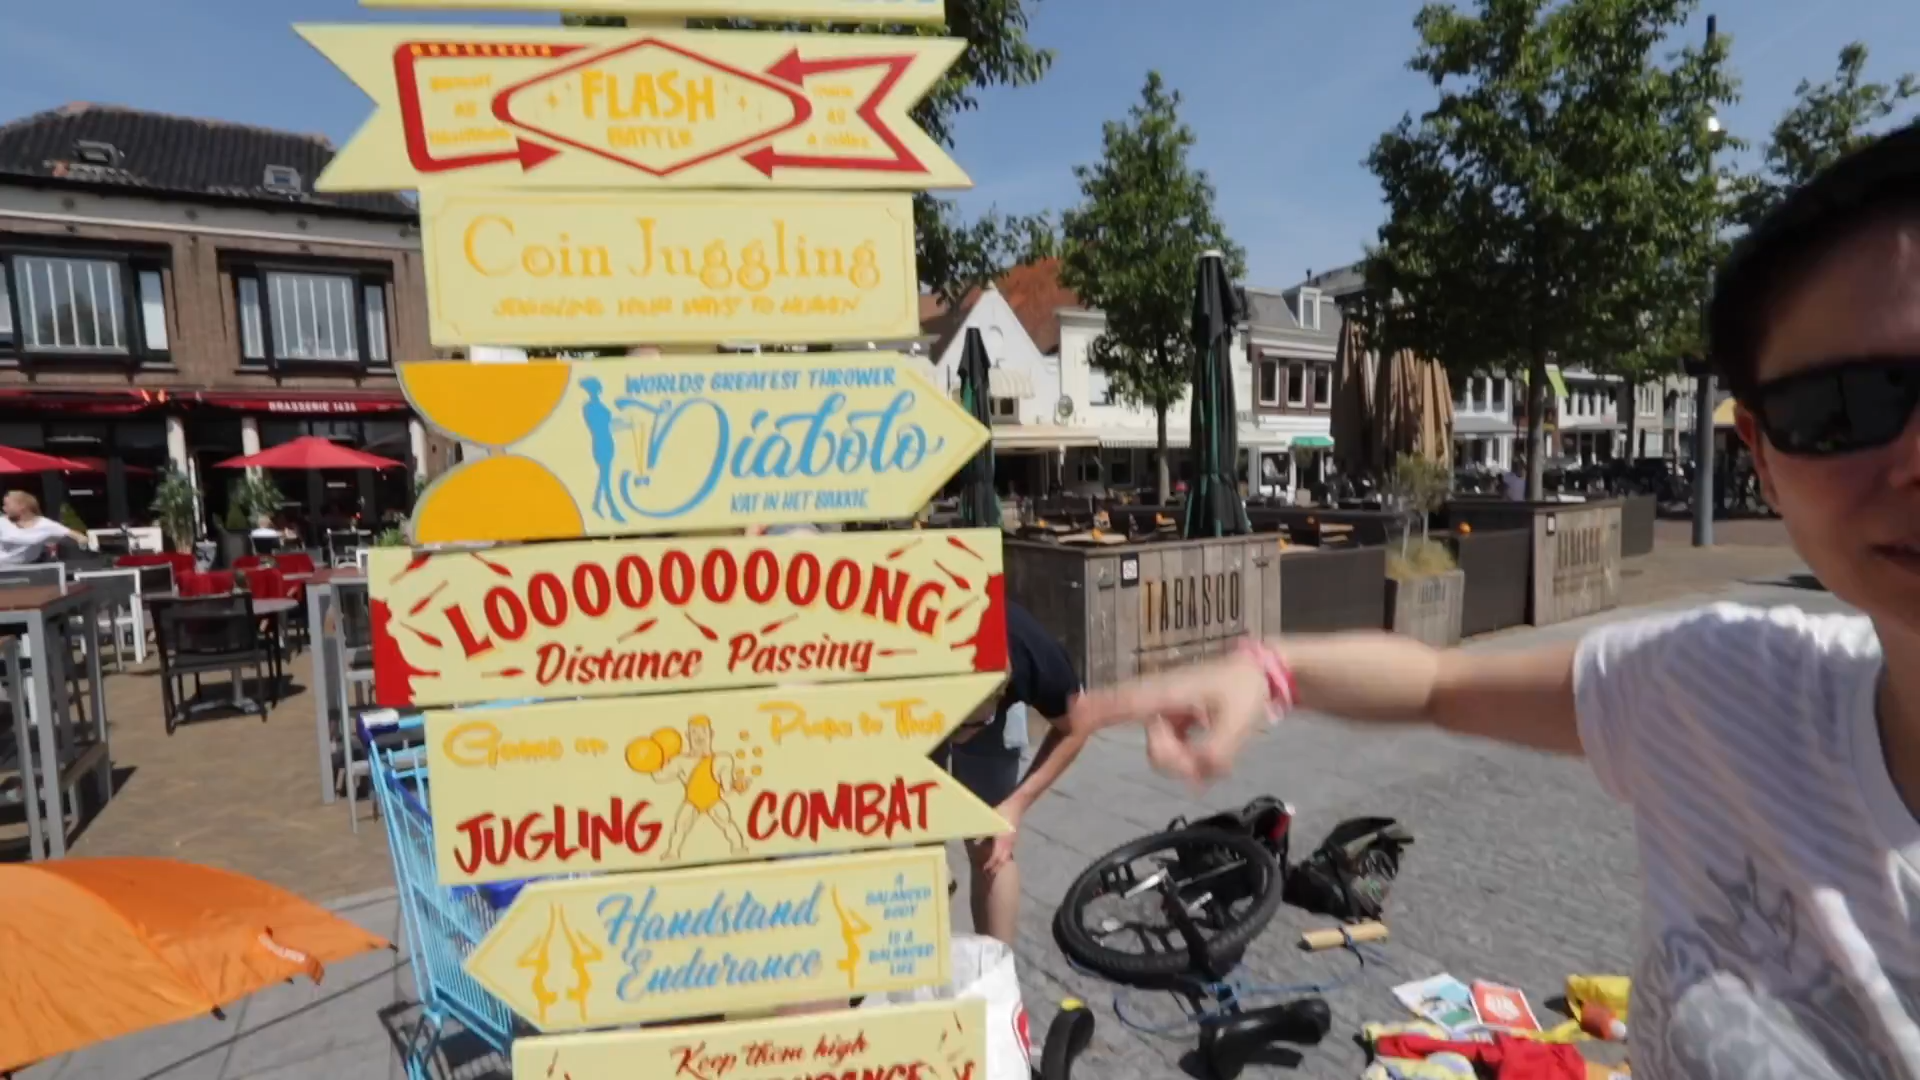 FLASH
BATTLE
Coin Juggling
JUGGLING YOUR WAYS TO HEAVEN
WORLDS GREATEST THROWER
Diabolo
KAT IN HET BAKKIE
BRASSERIE 1435
LOOOOOOOOONG
Distance Passing
TABASCO
TABASCO
Props to That
JUGLING COMBAT
Handstand
Endurance
A
BALANCED
BODY
IS A
BALANCED
LIFE
Keep them high